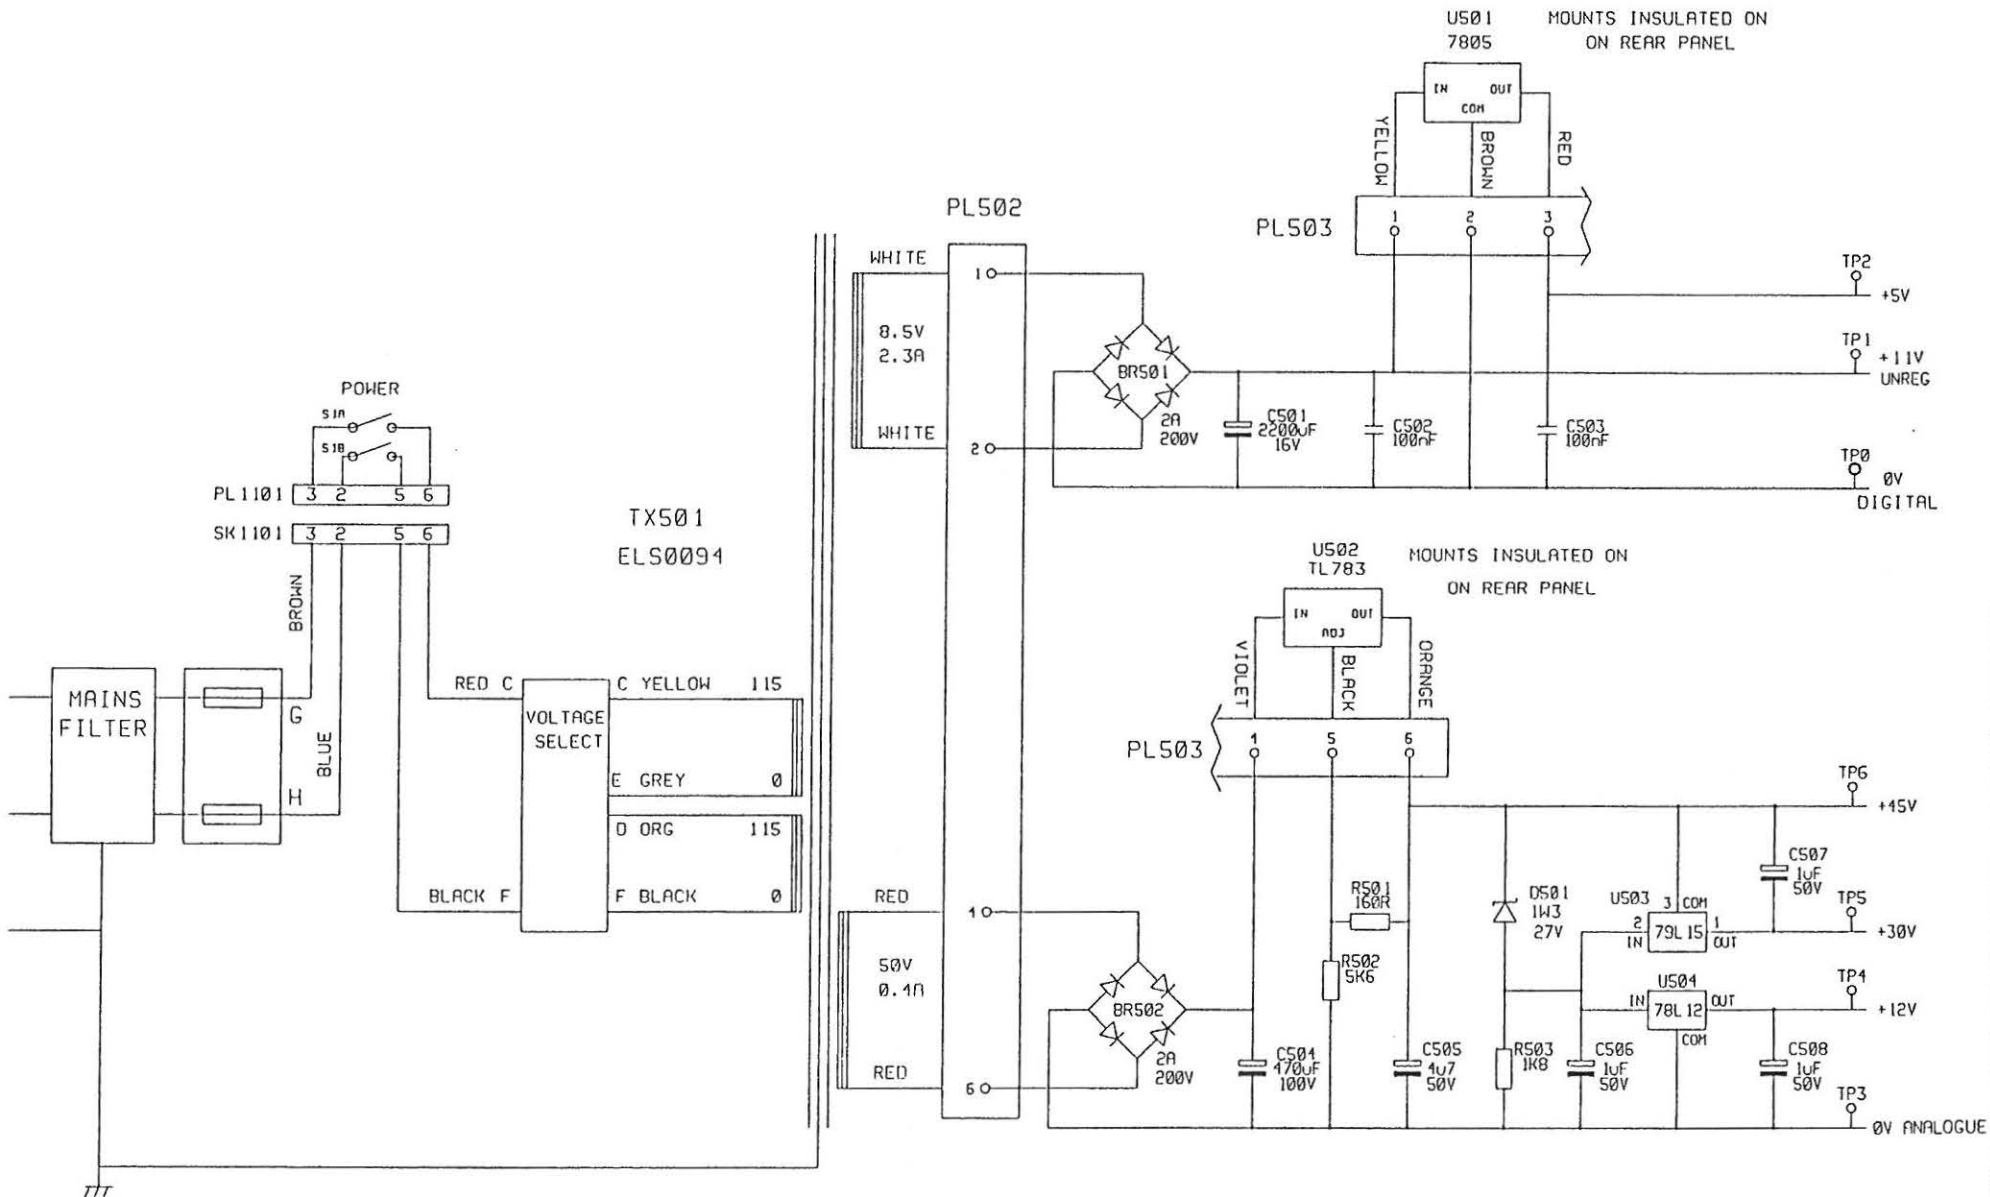 U501
7805
MOUNTS INSULATED ON
ON REAR PANEL
IN
OUT
COM
YELLOW
BROWN
RED
PL503
1
2
3
TP2
+5V
TP1
+11V
UNREG
TP0
0V
DIGITAL
PL502
WHITE
1
8.5V
2.3A
WHITE
2
BR501
2A
200V
C501
2200uF
16V
C502
100nF
C503
100nF
POWER
S1A
S1B
PL1101
3 2 5 6
SK1101
3 2 5 6
TX501
ELS0094
BROWN
BLUE
MAINS
FILTER
G
H
RED C
BLACK F
VOLTAGE
SELECT
C YELLOW 115
E GREY 0
D ORG 115
F BLACK 0
U502
TL783
MOUNTS INSULATED ON
ON REAR PANEL
IN
OUT
ADJ
VIOLET
BLACK
ORANGE
PL503
4
5
6
TP6
+45V
RED
4
50V
0.4A
RED
6
BR502
2A
200V
C504
470uF
100V
R501
160R
R502
5K6
C505
4u7
50V
D501
1W3
27V
R503
1K8
U503
3 COM
2
IN
79L15
1
OUT
U504
IN
78L12
OUT
COM
C506
1uF
50V
C507
1uF
50V
C508
1uF
50V
TP5
+30V
TP4
+12V
TP3
0V ANALOGUE